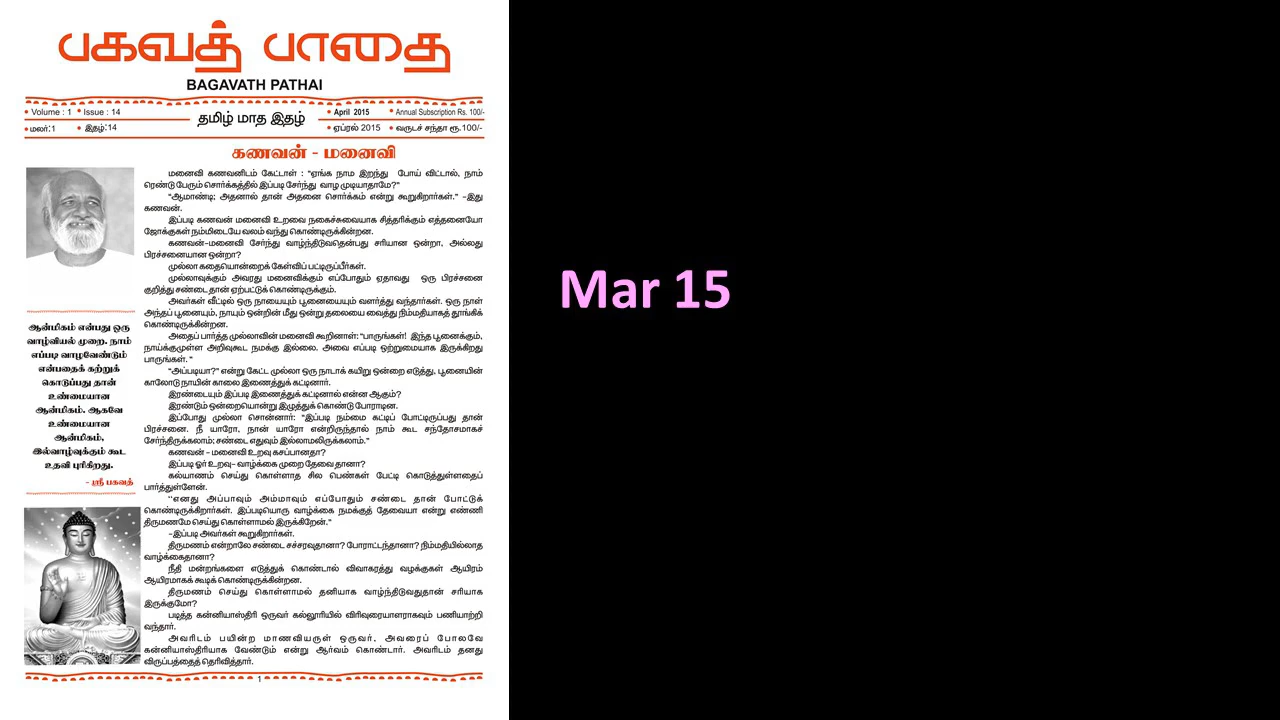 பகவத் பாதை
BAGAVATH PATHAI
• Volume : 1 • Issue : 14
தமிழ் மாத இதழ்
• April 2015 • Annual Subscription Rs. 100/-
• மலர்:1 • இதழ்:14
• ஏப்ரல் 2015 • வருடச் சந்தா ரூ.100/-
கணவன் - மனைவி
மனைவி கணவனிடம் கேட்டாள் : "ஏங்க நாம இறந்து போய் விட்டால், நாம்
ரெண்டு பேரும் சொர்க்கத்தில் இப்படி சேர்ந்து வாழ முடியாதாமே?"
"ஆமாண்டி; அதனால் தான் அதனை சொர்க்கம் என்று கூறுகிறார்கள்." -இது
கணவன்.
இப்படி கணவன் மனைவி உறவை நகைச்சுவையாக சித்தரிக்கும் எத்தனையோ
ஜோக்குகள் நம்மிடையே வலம் வந்து கொண்டிருக்கின்றன.
கணவன்-மனைவி சேர்ந்து வாழ்ந்திடுவதென்பது சரியான ஒன்றா, அல்லது
பிரச்சனையான ஒன்றா?
முல்லா கதையொன்றைக் கேள்விப் பட்டிருப்பீர்கள்.
முல்லாவுக்கும் அவரது மனைவிக்கும் எப்போதும் ஏதாவது ஒரு பிரச்சனை
குறித்து சண்டை தான் ஏற்பட்டுக் கொண்டிருக்கும்.
அவர்கள் வீட்டில் ஒரு நாயையும் பூனையையும் வளர்த்து வந்தார்கள். ஒரு நாள்
அந்தப் பூனையும், நாயும் ஒன்றின் மீது ஒன்று தலையை வைத்து நிம்மதியாகத் தூங்கிக்
கொண்டிருக்கின்றன.
அதைப் பார்த்த முல்லாவின் மனைவி கூறினாள்: "பாருங்கள்! இந்த பூனைக்கும்,
நாய்க்குமுள்ள அறிவுகூட நமக்கு இல்லை. அவை எப்படி ஒற்றுமையாக இருக்கிறது
பாருங்கள். "
"அப்படியா?" என்று கேட்ட முல்லா ஒரு நாடாக் கயிறு ஒன்றை எடுத்து, பூனையின்
காலோடு நாயின் காலை இணைத்துக் கட்டினார்.
இரண்டையும் இப்படி இணைத்துக் கட்டினால் என்ன ஆகும்?
இரண்டும் ஒன்றையொன்று இழுத்துக் கொண்டு போராடின.
இப்போது முல்லா சொன்னார்: "இப்படி நம்மை கட்டிப் போட்டிருப்பது தான்
பிரச்சனை. நீ யாரோ, நான் யாரோ என்றிருந்தால் நாம் கூட சந்தோசமாகச்
சேர்ந்திருக்கலாம்; சண்டை எதுவும் இல்லாமலிருக்கலாம்."
கணவன் - மனைவி உறவு கசப்பானதா?
இப்படி ஓர் உறவு- வாழ்க்கை முறை தேவை தானா?
கல்யாணம் செய்து கொள்ளாத சில பெண்கள் பேட்டி கொடுத்துள்ளதைப்
பார்த்துள்ளேன்.
"எனது அப்பாவும் அம்மாவும் எப்போதும் சண்டை தான் போட்டுக்
கொண்டிருக்கிறார்கள். இப்படியொரு வாழ்க்கை நமக்குத் தேவையா என்று எண்ணி
திருமணமே செய்து கொள்ளாமல் இருக்கிறேன்."
-இப்படி அவர்கள் கூறுகிறார்கள்.
திருமணம் என்றாலே சண்டை சச்சரவுதானா? போராட்டந்தானா? நிம்மதியில்லாத
வாழ்க்கைதானா?
நீதி மன்றங்களை எடுத்துக் கொண்டால் விவாகரத்து வழக்குகள் ஆயிரம்
ஆயிரமாகக் கூடிக் கொண்டிருக்கின்றன.
திருமணம் செய்து கொள்ளாமல் தனியாக வாழ்ந்திடுவதுதான் சரியாக
இருக்குமோ?
படித்த கன்னியாஸ்திரி ஒருவர் கல்லூரியில் விரிவுரையாளராகவும் பணியாற்றி
வந்தார்.
அவரிடம் பயின்ற மாணவியருள் ஒருவர், அவரைப் போலவே
கன்னியாஸ்திரியாக வேண்டும் என்று ஆர்வம் கொண்டார். அவரிடம் தனது
விருப்பத்தைத் தெரிவித்தார்.
ஆன்மிகம் என்பது ஒரு
வாழ்வியல் முறை. நாம்
எப்படி வாழவேண்டும்
என்பதைக் கற்றுக்
கொடுப்பது தான்
உண்மையான
ஆன்மிகம். ஆகவே
உண்மையான
ஆன்மிகம்,
இல்வாழ்வுக்கும் கூட
உதவி புரிகிறது.
- ஸ்ரீ பகவத்
1
Mar 15